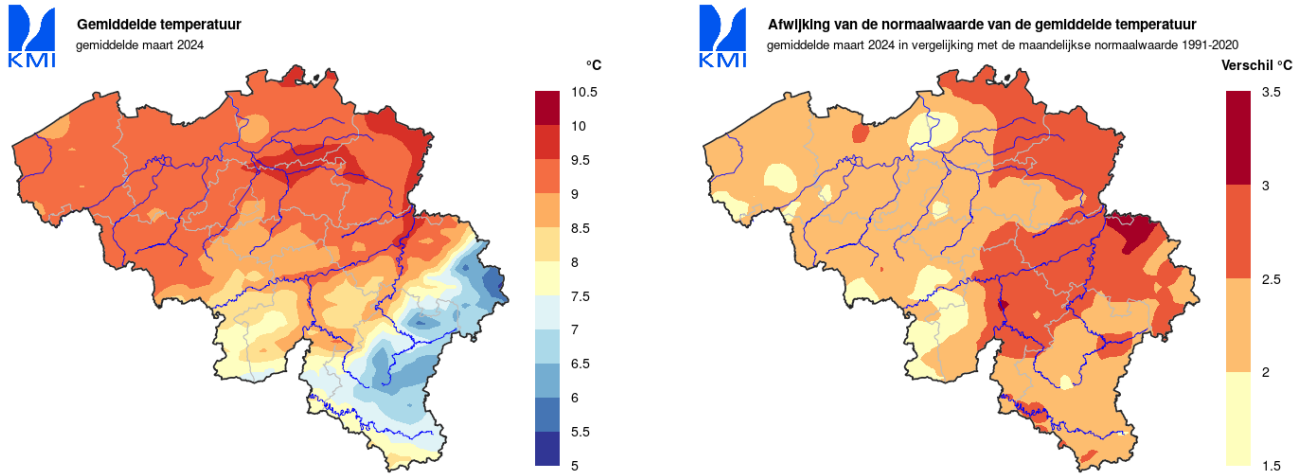 KMI
Gemiddelde temperatuur
gemiddelde maart 2024
°C
10.5
10
9.5
9
8.5
8
7.5
7
6.5
6
5.5
5
KMI
Afwijking van de normaalwaarde van de gemiddelde temperatuur
gemiddelde maart 2024 in vergelijking met de maandelijkse normaalwaarde 1991-2020
Verschil °C
3.5
3
2.5
2
1.5